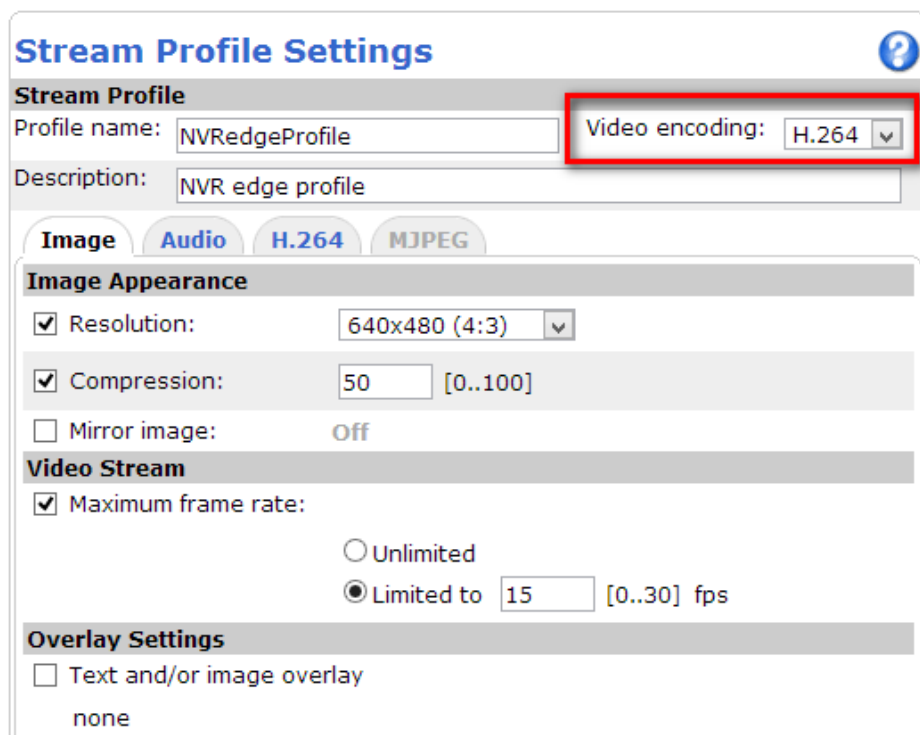 Stream Profile Settings
?
Stream Profile
Profile name: NVRedgeProfile Video encoding: H.264
Description: NVR edge profile
Image Audio H.264 MJPEG
Image Appearance
Resolution: 640x480 (4:3)
Compression: 50 [0..100]
Mirror image: Off
Video Stream
Maximum frame rate:
Unlimited
Limited to 15 [0..30] fps
Overlay Settings
Text and/or image overlay
none